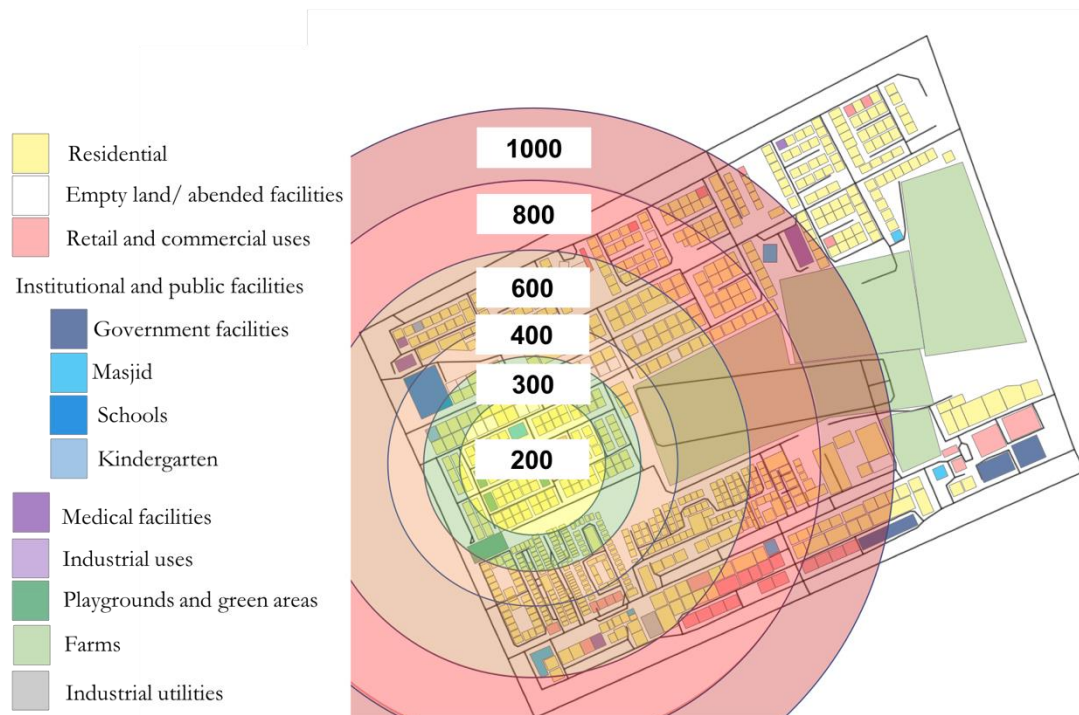 Residential
Empty land/ abended facilities
Retail and commercial uses
Institutional and public facilities
Government facilities
Masjid
Schools
Kindergarten
Medical facilities
Industrial uses
Playgrounds and green areas
Farms
Industrial utilities
1000
800
600
400
300
200